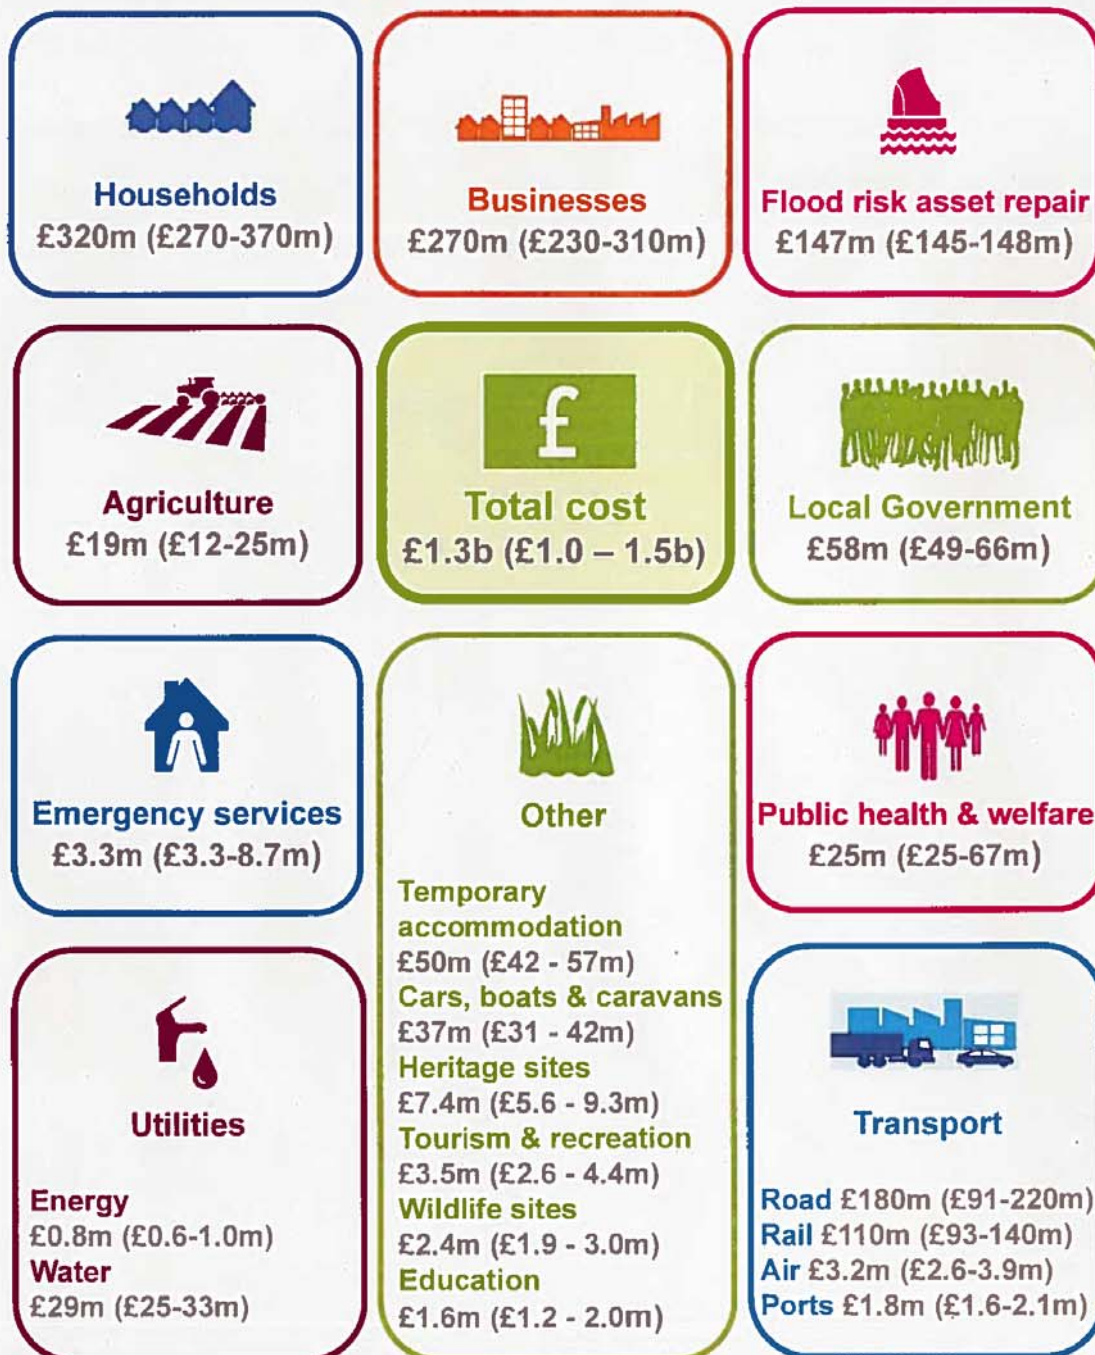 Households
£320m (£270-370m)
Businesses
£270m (£230-310m)
Flood risk asset repair
£147m (£145-148m)
Agriculture
£19m (£12-25m)
£
Total cost
£1.3b (£1.0 – 1.5b)
Local Government
£58m (£49-66m)
Emergency services
£3.3m (£3.3-8.7m)
Other
Temporary
accommodation
£50m (£42 - 57m)
Cars, boats & caravans
£37m (£31 - 42m)
Heritage sites
£7.4m (£5.6 - 9.3m)
Tourism & recreation
£3.5m (£2.6 - 4.4m)
Wildlife sites
£2.4m (£1.9 - 3.0m)
Education
£1.6m (£1.2 - 2.0m)
Public health & welfare
£25m (£25-67m)
Utilities
Energy
£0.8m (£0.6-1.0m)
Water
£29m (£25-33m)
Transport
Road £180m (£91-220m)
Rail £110m (£93-140m)
Air £3.2m (£2.6-3.9m)
Ports £1.8m (£1.6-2.1m)